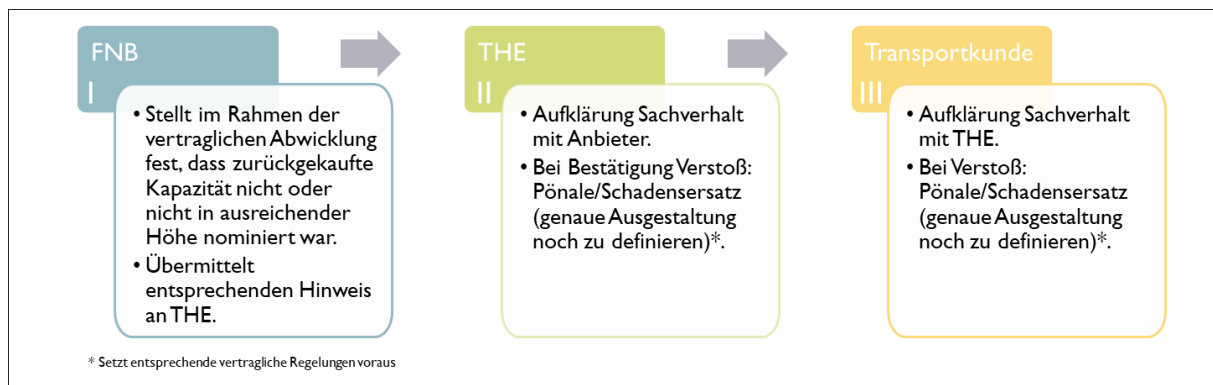 FNB
I
• Stellt im Rahmen der
vertraglichen Abwicklung
fest, dass zurückgekaufte
Kapazität nicht oder
nicht in ausreichender
Höhe nominiert war.
• Übermittelt
entsprechenden Hinweis
an THE.
THE
II
• Aufklärung Sachverhalt
mit Anbieter.
• Bei Bestätigung Verstoß:
Pönale/Schadensersatz
(genaue Ausgestaltung
noch zu definieren)*.
Transportkunde
III
• Aufklärung Sachverhalt
mit THE.
• Bei Verstoß:
Pönale/Schadensersatz
(genaue Ausgestaltung
noch zu definieren)*.
* Setzt entsprechende vertragliche Regelungen voraus